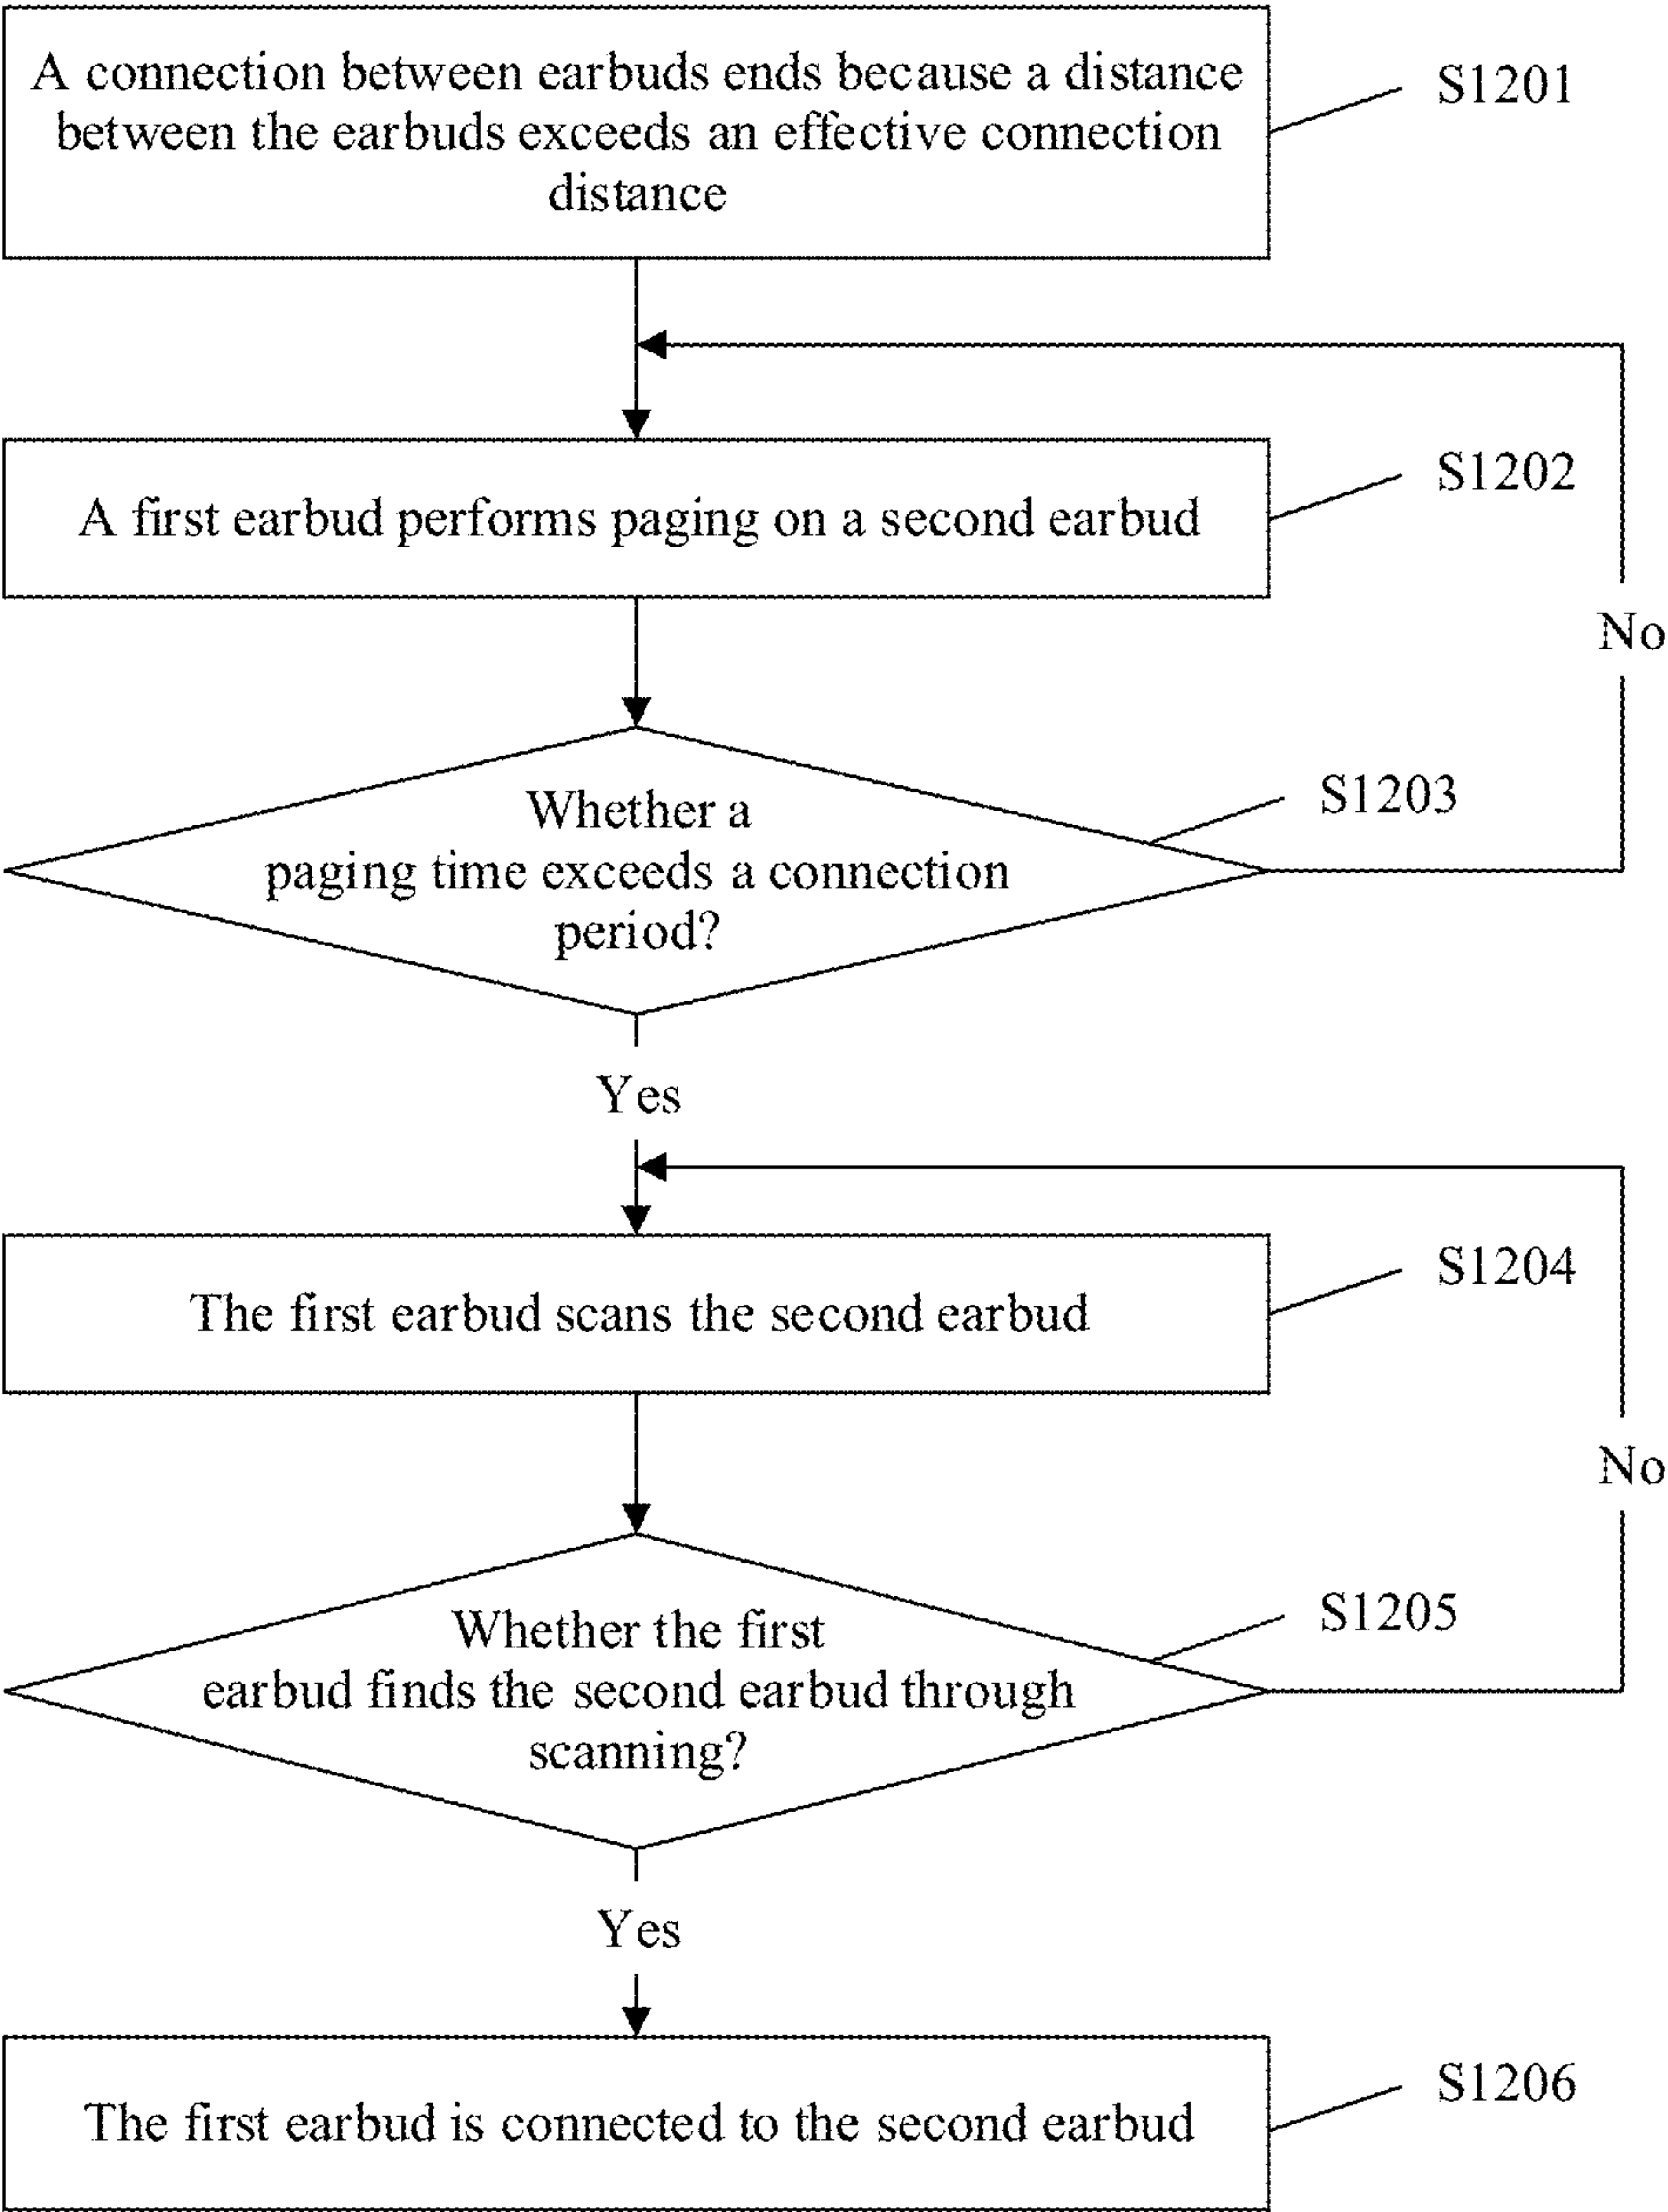 A connection between earbuds ends because a distance
between the earbuds exceeds an effective connection
distance
S1201
A first earbud performs paging on a second earbud
S1202
No
Whether a
paging time exceeds a connection
period?
S1203
Yes
The first earbud scans the second earbud
S1204
No
Whether the first
earbud finds the second earbud through
scanning?
S1205
Yes
The first earbud is connected to the second earbud
S1206